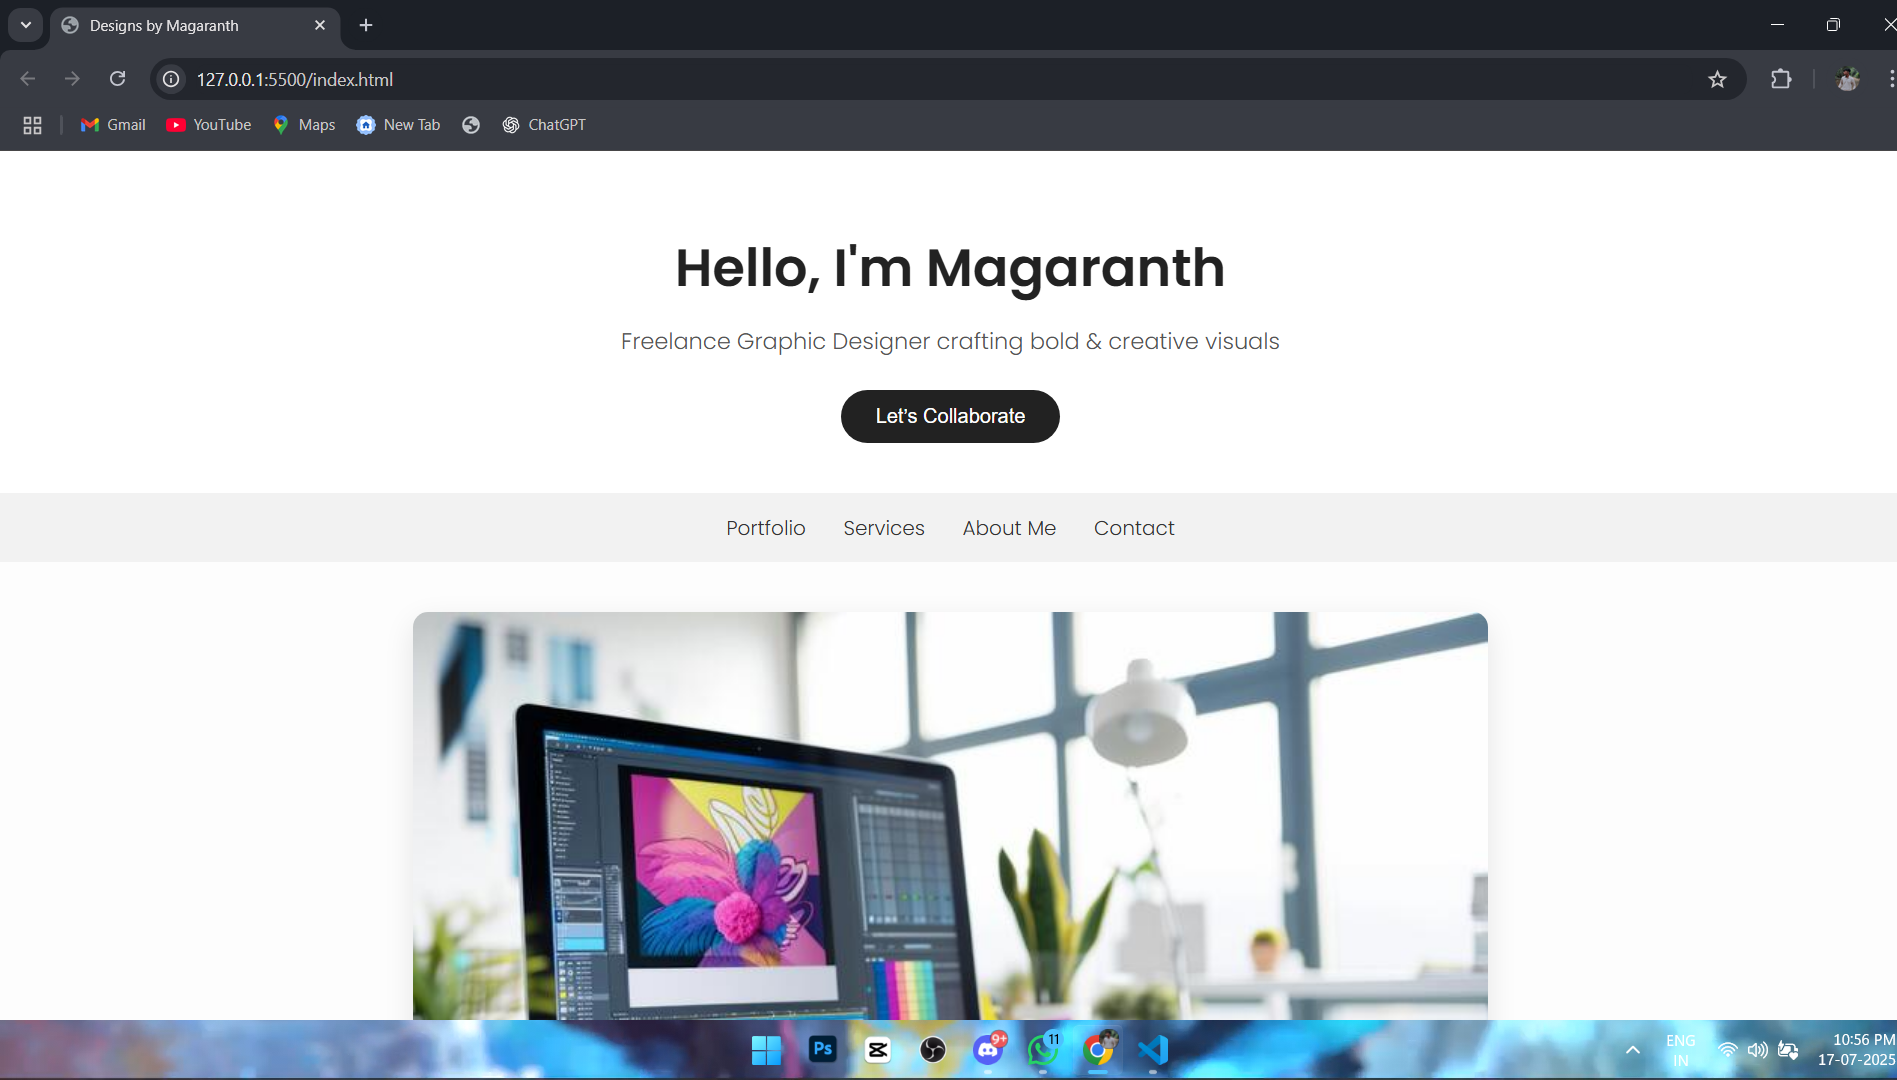 Designs by Magaranth
127.0.0.1:5500/index.html
Gmail
YouTube
Maps
New Tab
ChatGPT
Hello, I'm Magaranth
Freelance Graphic Designer crafting bold & creative visuals
Let’s Collaborate
Portfolio
Services
About Me
Contact
Ps
9+
11
ENG
IN
10:56 PM
17-07-2025